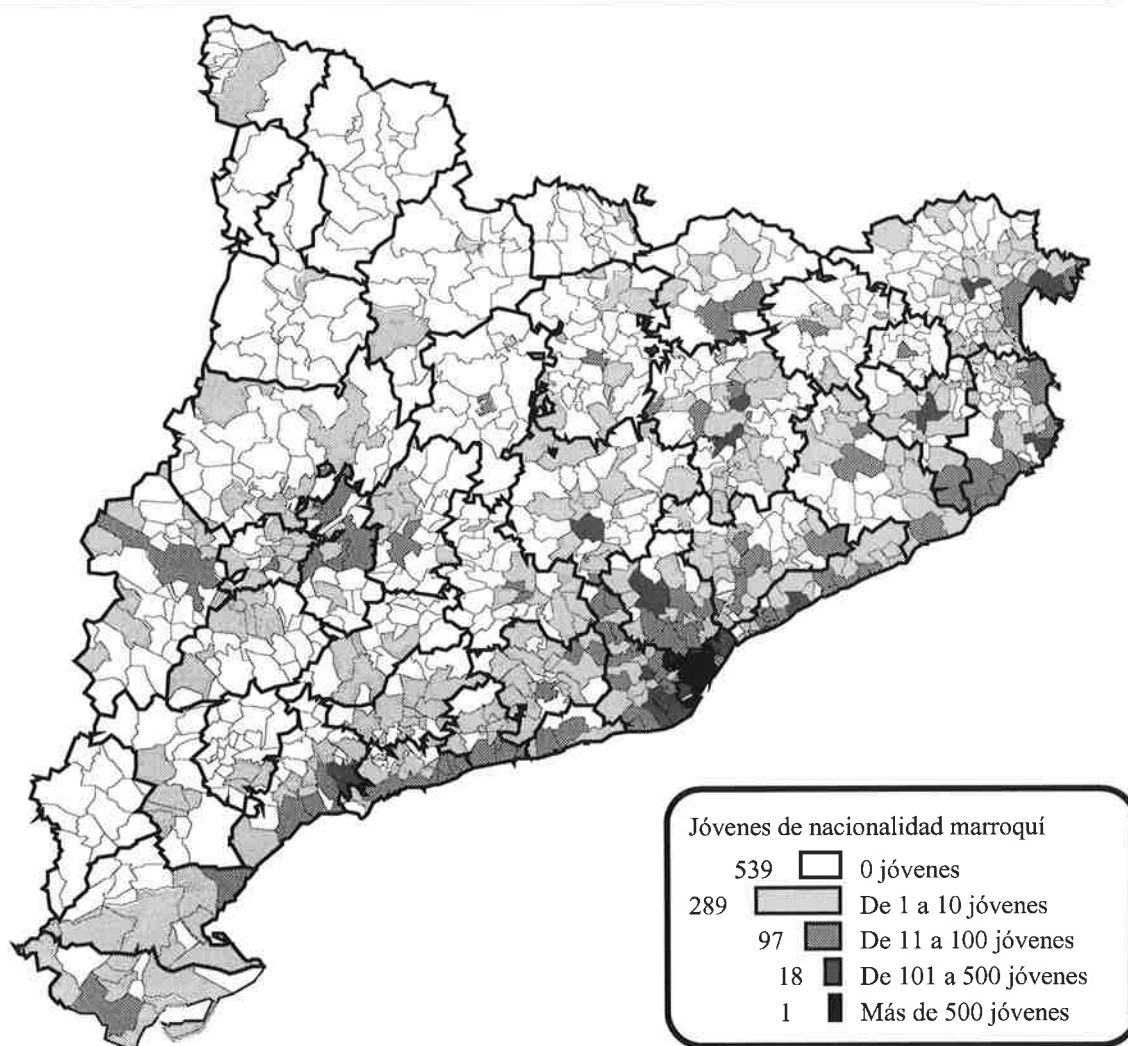 Jóvenes de nacionalidad marroquí
539 0 jóvenes
289 De 1 a 10 jóvenes
97 De 11 a 100 jóvenes
18 De 101 a 500 jóvenes
1 Más de 500 jóvenes